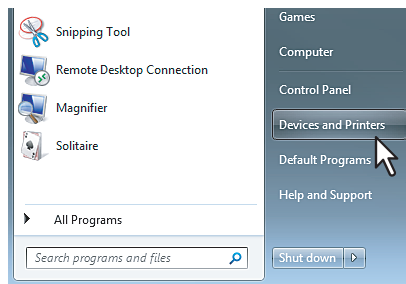 Snipping Tool
Remote Desktop Connection
Magnifier
Solitaire
All Programs
Search programs and files
Games
Computer
Control Panel
Devices and Printers
Default Programs
Help and Support
Shut down